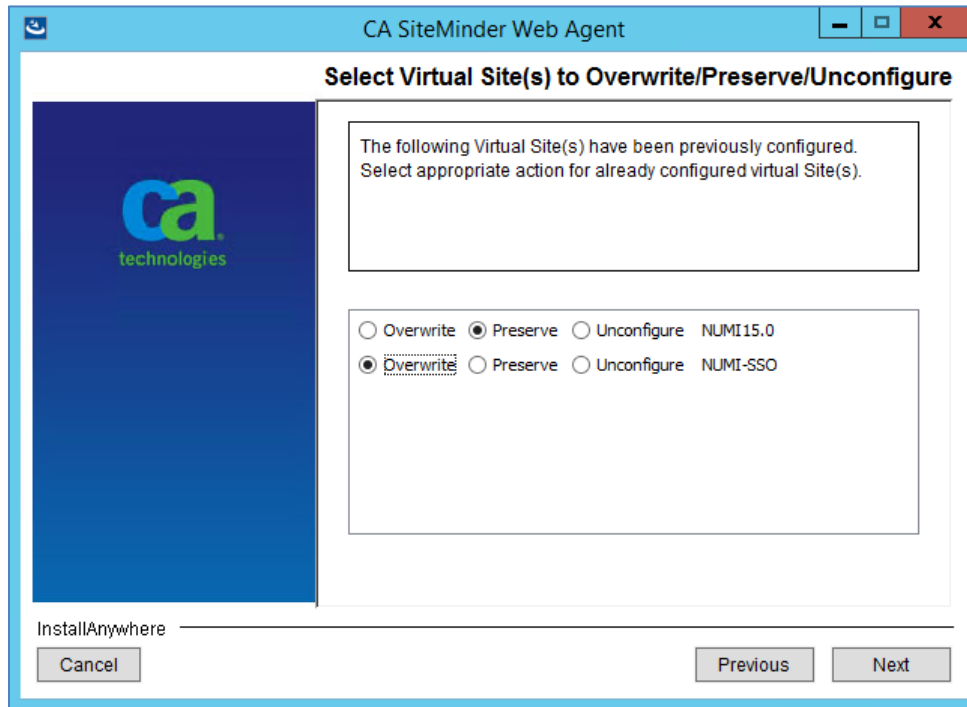 CA SiteMinder Web Agent
Select Virtual Site(s) to Overwrite/Preserve/Unconfigure
ca
technologies
The following Virtual Site(s) have been previously configured.
Select appropriate action for already configured virtual Site(s).
Overwrite Preserve Unconfigure NUMI15.0
Overwrite Preserve Unconfigure NUMI-SSO
InstallAnywhere
Cancel Previous Next